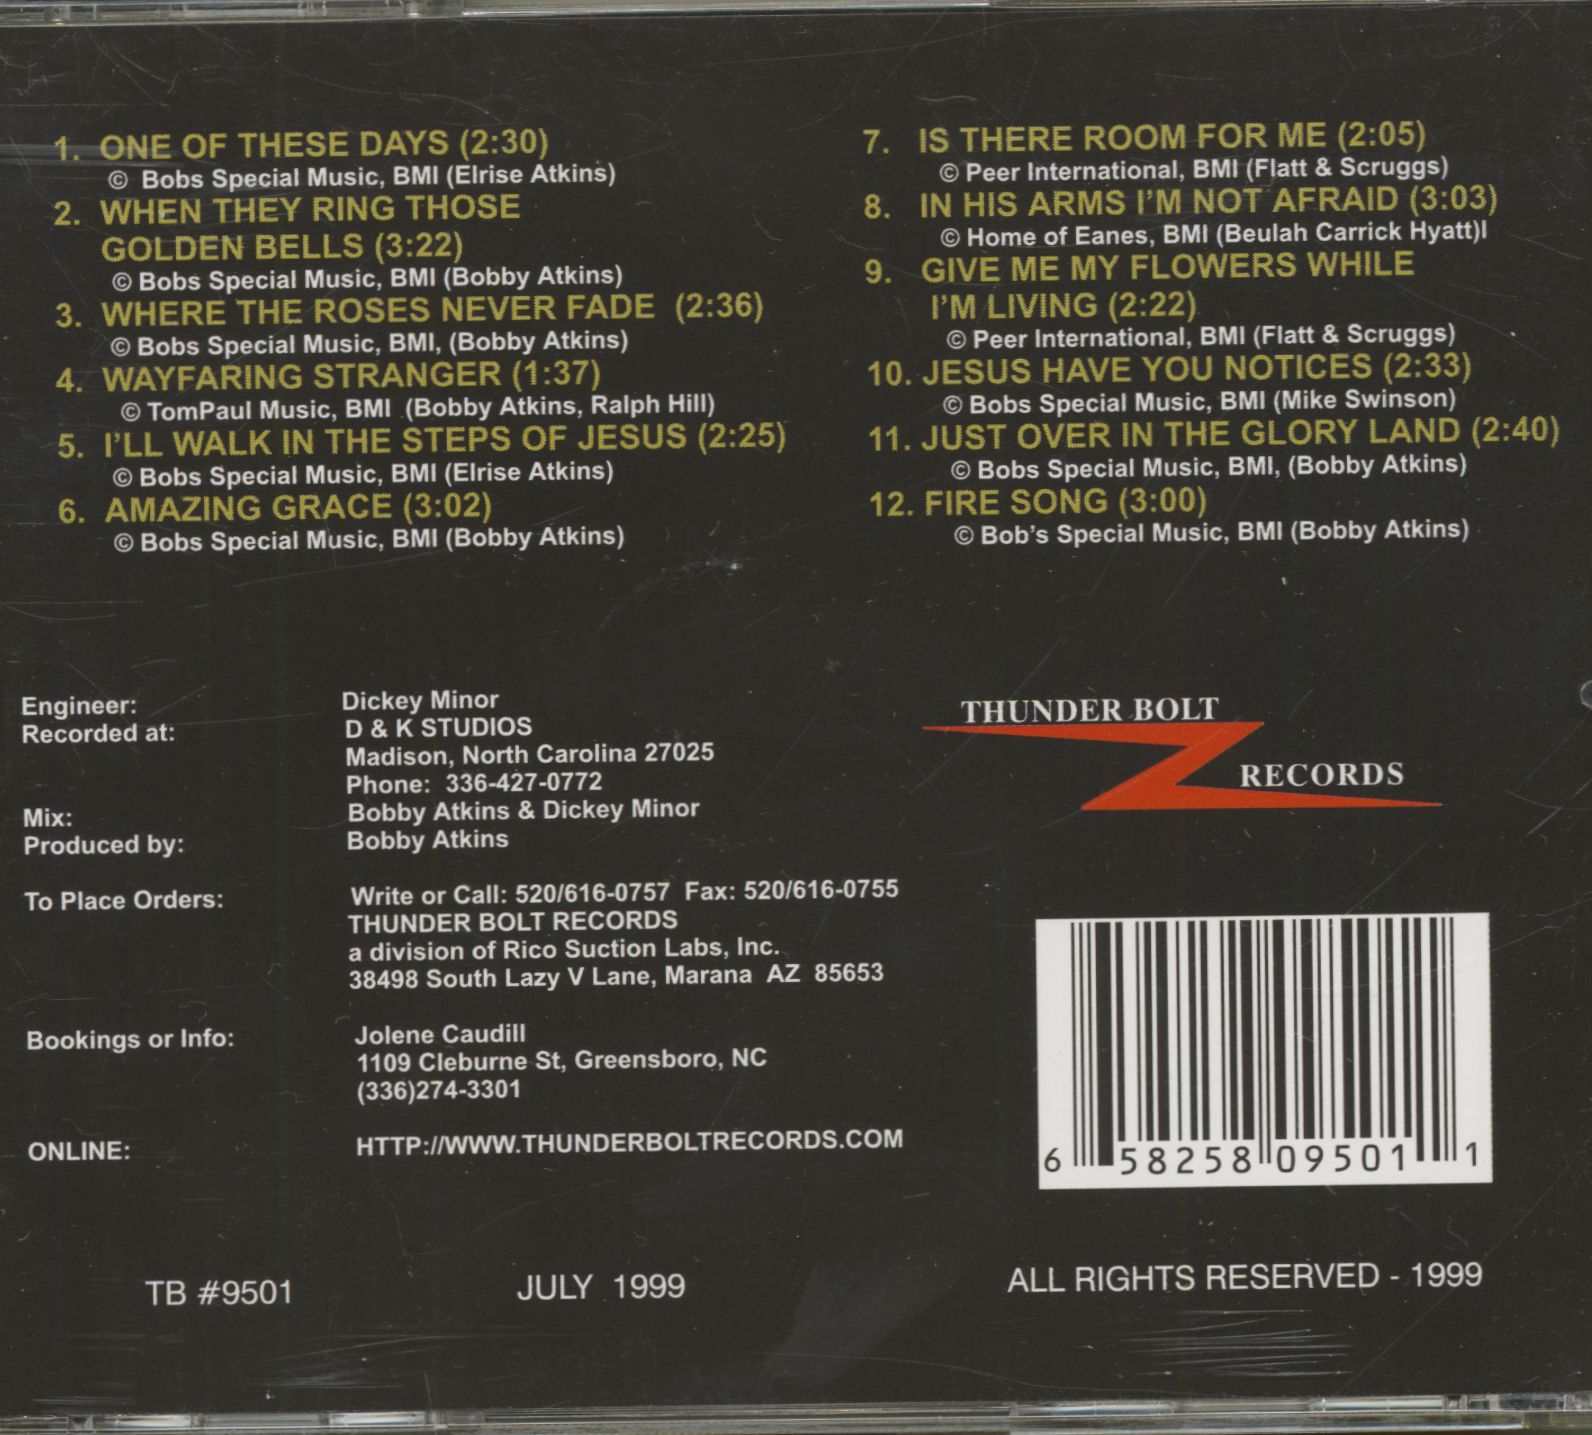 1. ONE OF THESE DAYS (2:30)
© Bobs Special Music, BMI (Elrise Atkins)
2. WHEN THEY RING THOSE
GOLDEN BELLS (3:22)
© Bobs Special Music, BMI (Bobby Atkins)
3. WHERE THE ROSES NEVER FADE (2:36)
© Bobs Special Music, BMI, (Bobby Atkins)
4. WAYFARING STRANGER (1:37)
© TomPaul Music, BMI (Bobby Atkins, Ralph Hill)
5. I'LL WALK IN THE STEPS OF JESUS (2:25)
© Bobs Special Music, BMI (Elrise Atkins)
6. AMAZING GRACE (3:02)
© Bobs Special Music, BMI (Bobby Atkins)
7. IS THERE ROOM FOR ME (2:05)
© Peer International, BMI (Flatt & Scruggs)
8. IN HIS ARMS I'M NOT AFRAID (3:03)
© Home of Eanes, BMI (Beulah Carrick Hyatt)l
9. GIVE ME MY FLOWERS WHILE
I'M LIVING (2:22)
© Peer International, BMI (Flatt & Scruggs)
10. JESUS HAVE YOU NOTICES (2:33)
© Bobs Special Music, BMI (Mike Swinson)
11. JUST OVER IN THE GLORY LAND (2:40)
© Bobs Special Music, BMI, (Bobby Atkins)
12. FIRE SONG (3:00)
© Bob's Special Music, BMI (Bobby Atkins)
Engineer: Dickey Minor
Recorded at: D & K STUDIOS
Madison, North Carolina 27025
Phone: 336-427-0772
Mix: Bobby Atkins & Dickey Minor
Produced by: Bobby Atkins
To Place Orders: Write or Call: 520/616-0757 Fax: 520/616-0755
THUNDER BOLT RECORDS
a division of Rico Suction Labs, Inc.
38498 South Lazy V Lane, Marana AZ 85653
Bookings or Info: Jolene Caudill
1109 Cleburne St, Greensboro, NC
(336)274-3301
ONLINE: HTTP://WWW.THUNDERBOLTRECORDS.COM
THUNDER BOLT
RECORDS
6 58258 09501 1
TB #9501 JULY 1999 ALL RIGHTS RESERVED - 1999